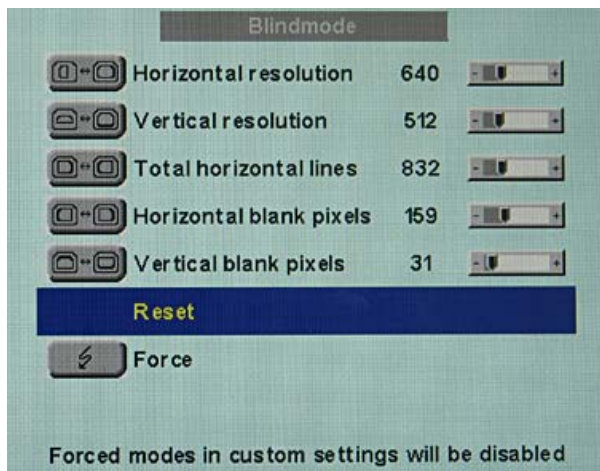 Blindmode
Horizontal resolution 640
Vertical resolution 512
Total horizontal lines 832
Horizontal blank pixels 159
Vertical blank pixels 31
Reset
Force
Forced modes in custom settings will be disabled